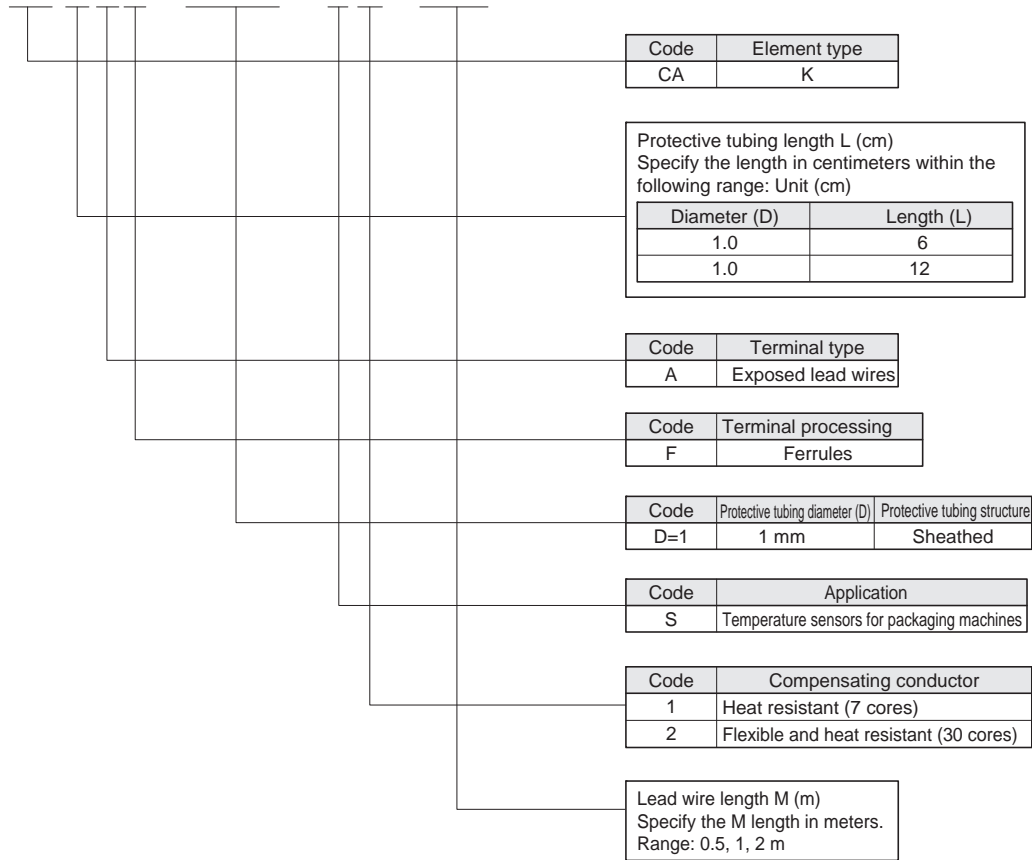 Code Element type
CA K
Protective tubing length L (cm)
Specify the length in centimeters within the
following range: Unit (cm)
Diameter (D) Length (L)
1.0 6
1.0 12
Code Terminal type
A Exposed lead wires
Code Terminal processing
F Ferrules
Code Protective tubing diameter (D) Protective tubing structure
D=1 1 mm Sheathed
Code Application
S Temperature sensors for packaging machines
Code Compensating conductor
1 Heat resistant (7 cores)
2 Flexible and heat resistant (30 cores)
Lead wire length M (m)
Specify the M length in meters.
Range: 0.5, 1, 2 m